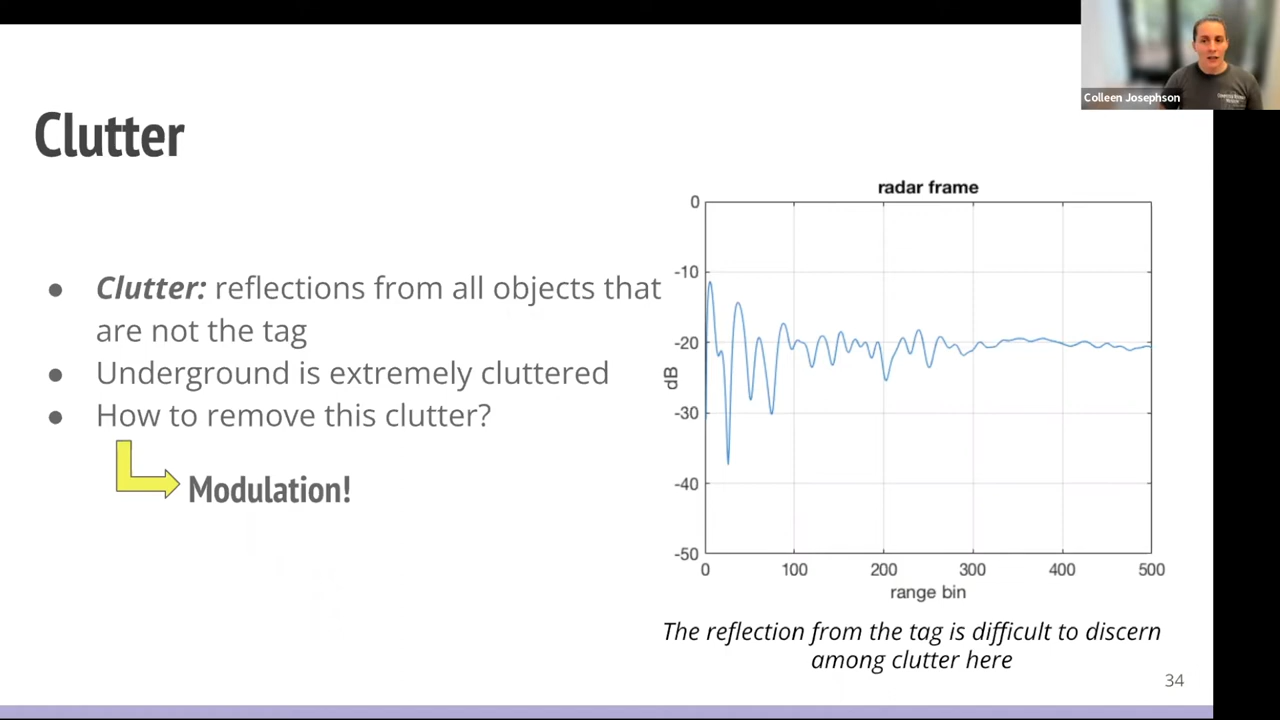 Colleen Josephson
Clutter
● Clutter: reflections from all objects that
are not the tag
● Underground is extremely cluttered
● How to remove this clutter?
Modulation!
radar frame
0
-10
-20
-30
-40
-50
dB
0 100 200 300 400 500
range bin
The reflection from the tag is difficult to discern
among clutter here
34